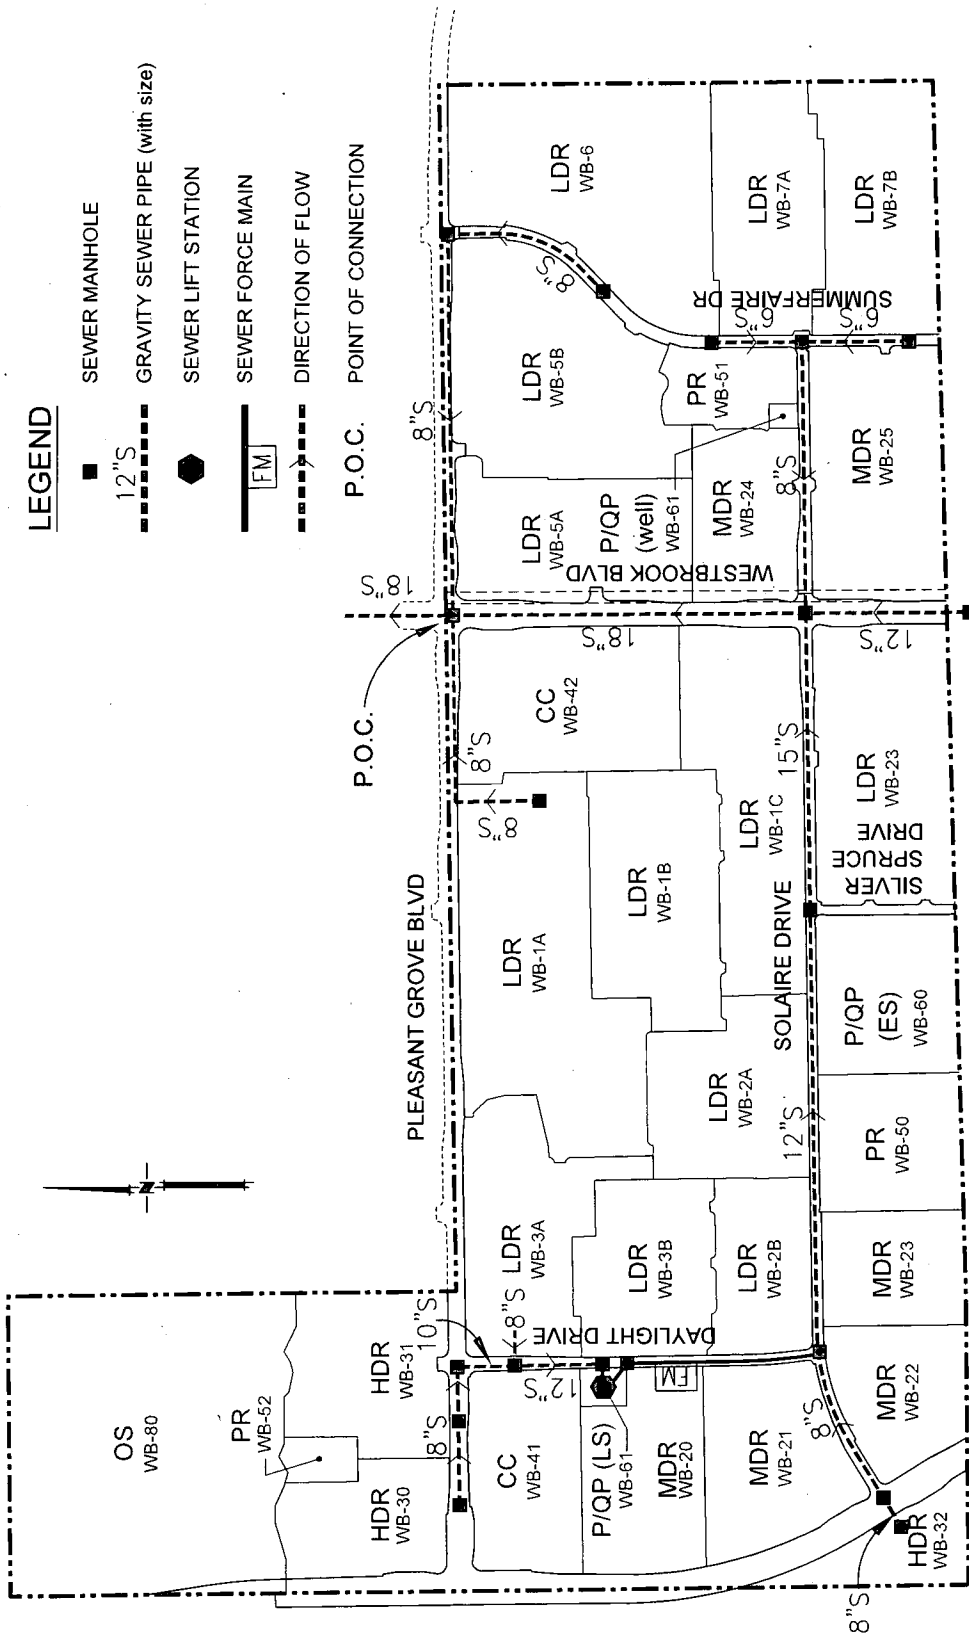 LEGEND
SEWER MANHOLE
12"S
GRAVITY SEWER PIPE (with size)
SEWER LIFT STATION
FM
SEWER FORCE MAIN
DIRECTION OF FLOW
P.O.C.
POINT OF CONNECTION
OS
WB-80
PR
WB-52
HDR
WB-30
HDR
WB-31
PLEASANT GROVE BLVD
P.O.C.
18"S
8"S
10"S
8"S
8"S
8"S
8"S
8"S
CC
WB-41
LDR
WB-3A
LDR
WB-1A
CC
WB-42
LDR
WB-5A
LDR
WB-5B
LDR
WB-6
12"S
DAYLIGHT DRIVE
P/QP (LS)
WB-61
LDR
WB-3B
LDR
WB-1B
18"S
WESTBROOK BLVD
P/QP
(well)
WB-61
PR
WB-51
6"S
SUMMERFAIRE DR
LDR
WB-7A
FM
MDR
WB-20
LDR
WB-2A
LDR
WB-1C
MDR
WB-24
MDR
WB-21
LDR
WB-2B
SOLAIRE DRIVE
12"S
15"S
8"S
6"S
LDR
WB-7B
8"S
8"S
HDR
WB-32
MDR
WB-22
MDR
WB-23
PR
WB-50
P/QP
(ES)
WB-60
SILVER
SPRUCE
DRIVE
LDR
WB-23
12"S
MDR
WB-25